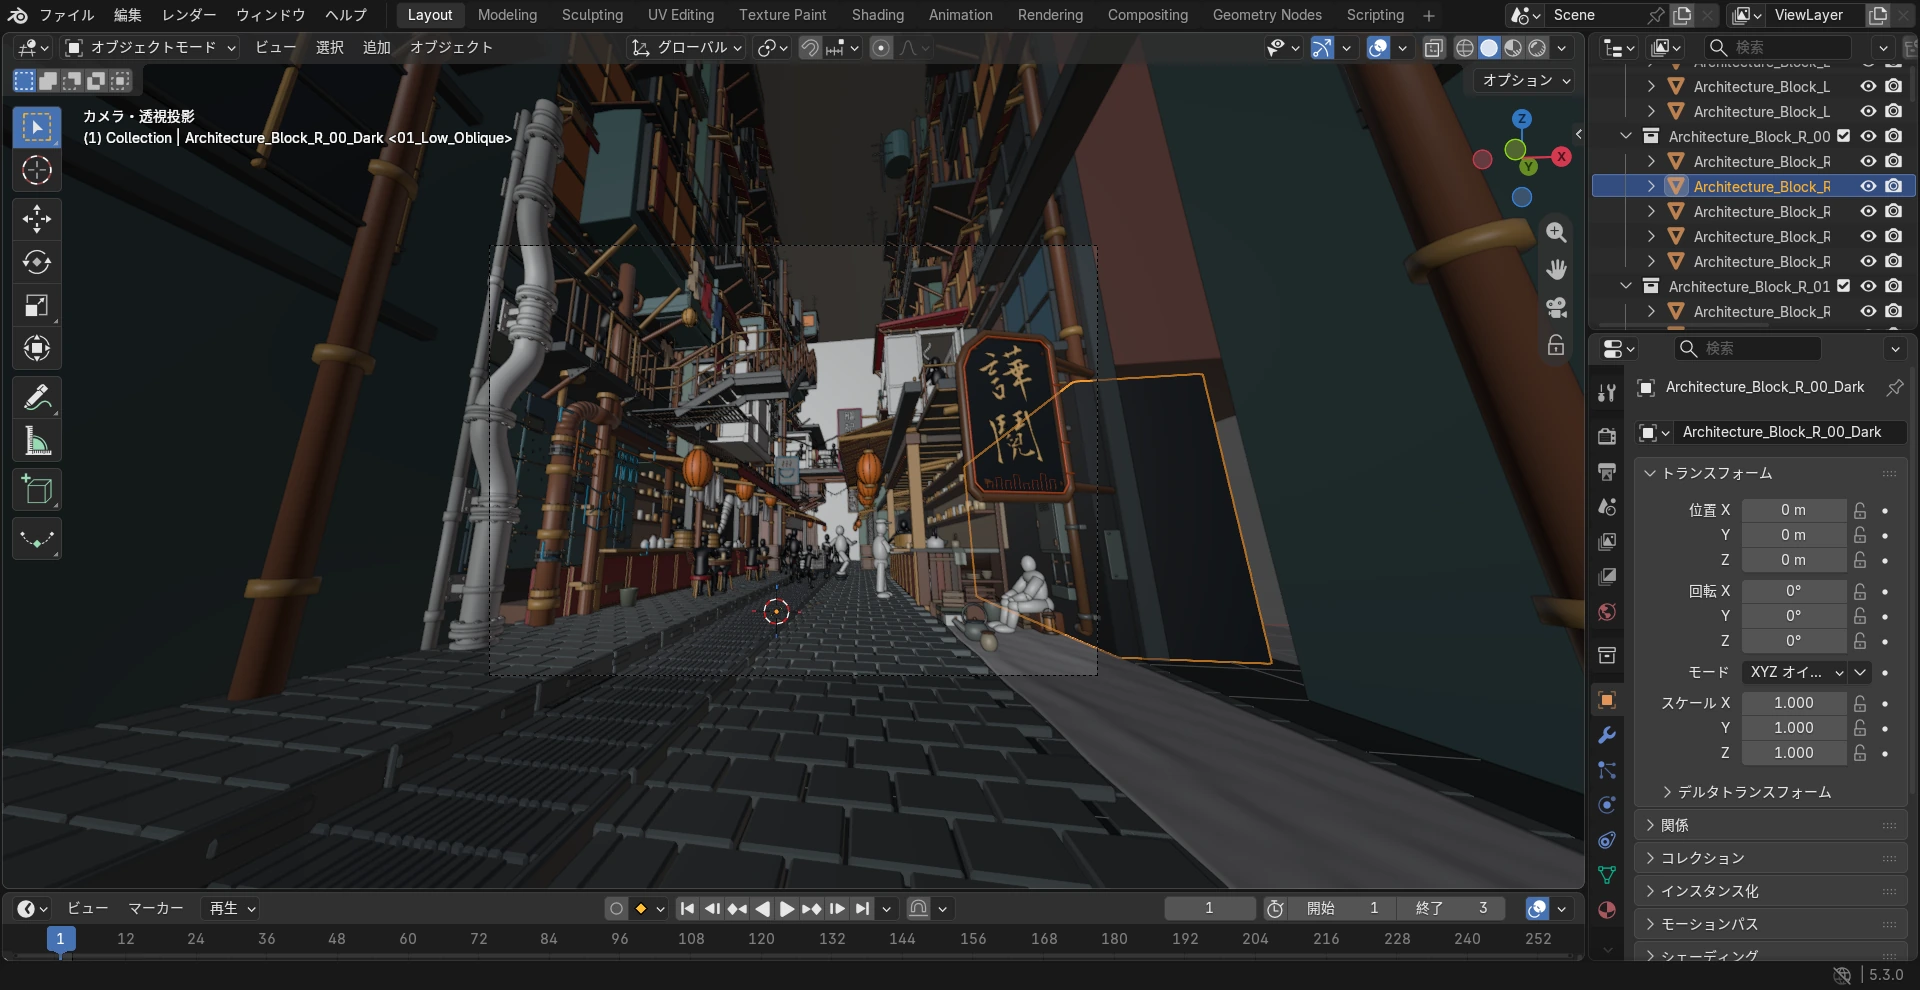 ファイル 編集 レンダー ウィンドウ ヘルプ Layout Modeling Sculpting UV Editing Texture Paint Shading Animation Rendering Compositing Geometry Nodes Scripting + Scene ViewLayer
オブジェクトモード ビュー 選択 追加 オブジェクト グローバル 検索
オプション
カメラ・透視投影
(1) Collection | Architecture_Block_R_00_Dark <01_Low_Oblique>
Z
X
Y
Architecture_Block_L
Architecture_Block_L
Architecture_Block_L
Architecture_Block_R_00
Architecture_Block_R
Architecture_Block_R
Architecture_Block_R
Architecture_Block_R
Architecture_Block_R
Architecture_Block_R_01
Architecture_Block_R
検索
Architecture_Block_R_00_Dark
Architecture_Block_R_00_Dark
トランスフォーム
位置 X 0 m
Y 0 m
Z 0 m
回転 X 0°
Y 0°
Z 0°
モード XYZ オイ...
スケール X 1.000
Y 1.000
Z 1.000
デルタトランスフォーム
関係
コレクション
インスタンス化
モーションパス
シェーディング
ビュー マーカー 再生 1 開始 1 終了 3
1 12 24 36 48 60 72 84 96 108 120 132 144 156 168 180 192 204 216 228 240 252
5.3.0